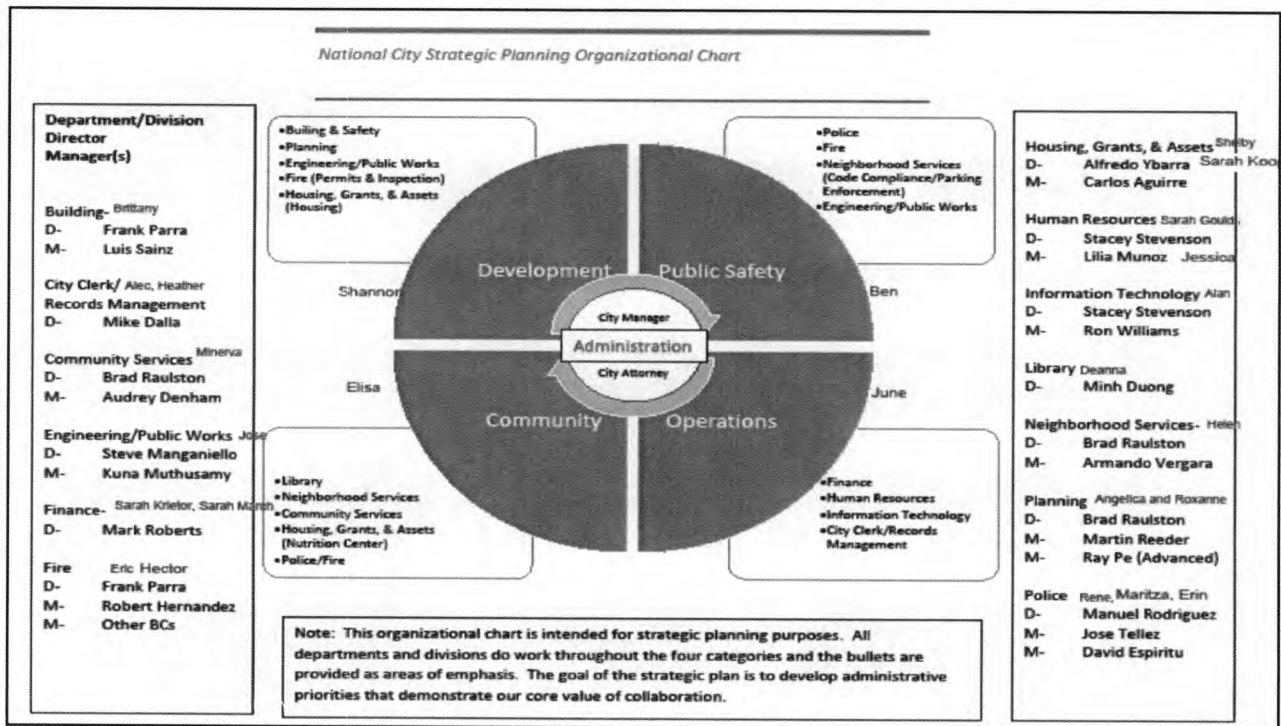 National City Strategic Planning Organizational Chart
Department/Division
Director
Manager(s)
Building- Brittany
D- Frank Parra
M- Luis Sainz
City Clerk/ Alec, Heather
Records Management
D- Mike Dalla
Community Services Minerva
D- Brad Raulston
M- Audrey Denham
Engineering/Public Works Jose
D- Steve Manganiello
M- Kuna Muthusamy
Finance- Sarah Krietor, Sarah March
D- Mark Roberts
Fire Eric Hector
D- Frank Parra
M- Robert Hernandez
M- Other BCs
•Builing & Safety
•Planning
•Engineering/Public Works
•Fire (Permits & Inspection)
•Housing, Grants, & Assets
(Housing)
•Police
•Fire
•Neighborhood Services
(Code Compliance/Parking
Enforcement)
•Engineering/Public Works
Development
Public Safety
Shannon
Ben
City Manager
Administration
City Attorney
Elisa
June
Community
Operations
•Library
•Neighborhood Services
•Community Services
•Housing, Grants, & Assets
(Nutrition Center)
•Police/Fire
•Finance
•Human Resources
•Information Technology
•City Clerk/Records
Management
Note: This organizational chart is intended for strategic planning purposes. All
departments and divisions do work throughout the four categories and the bullets are
provided as areas of emphasis. The goal of the strategic plan is to develop administrative
priorities that demonstrate our core value of collaboration.
Housing, Grants, & Assets Shelby
D- Alfredo Ybarra Sarah Koo
M- Carlos Aguirre
Human Resources Sarah Goulds
D- Stacey Stevenson
M- Lilia Munoz Jessica
Information Technology Alan
D- Stacey Stevenson
M- Ron Williams
Library Deanna
D- Minh Duong
Neighborhood Services- Helen
D- Brad Raulston
M- Armando Vergara
Planning Angelica and Roxanne
D- Brad Raulston
M- Martin Reeder
M- Ray Pe (Advanced)
Police Rene, Maritza, Erin
D- Manuel Rodriguez
M- Jose Tellez
M- David Espiritu